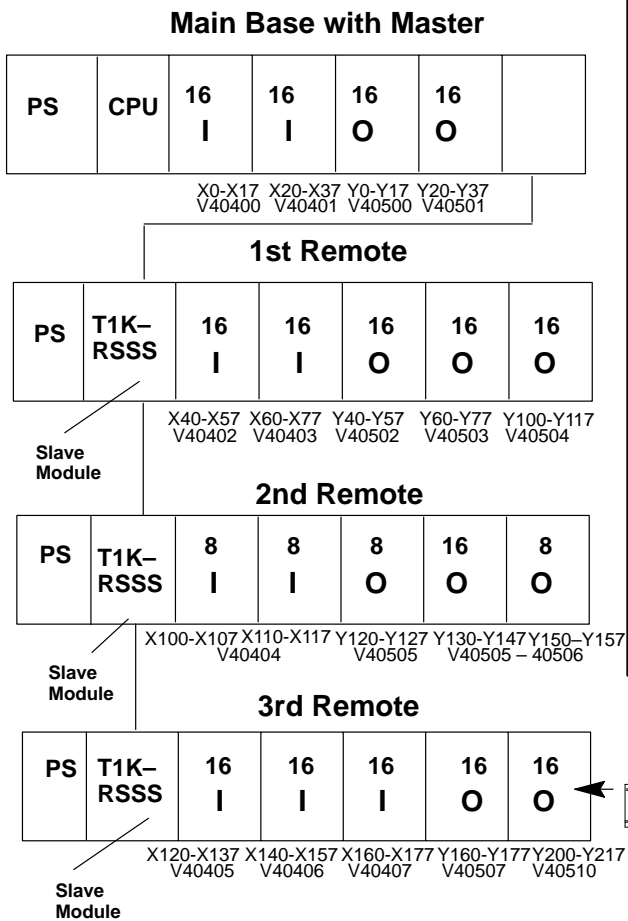 Main Base with Master
PS CPU 16 I 16 I 16 O 16 O
X0-X17 X20-X37 Y0-Y17 Y20-Y37
V40400 V40401 V40500 V40501
1st Remote
PS T1K–RSSS 16 I 16 I 16 O 16 O 16 O
X40-X57 X60-X77 Y40-Y57 Y60-Y77 Y100-Y117
V40402 V40403 V40502 V40503 V40504
Slave
Module
2nd Remote
PS T1K–RSSS 8 I 8 I 8 O 16 O 8 O
X100-X107 X110-X117 Y120-Y127 Y130-Y147 Y150–Y157
V40404 V40505 V40505 – 40506
Slave
Module
3rd Remote
PS T1K–RSSS 16 I 16 I 16 I 16 O 16 O
X120-X137 X140-X157 X160-X177 Y160-Y177 Y200-Y217
V40405 V40406 V40407 V40507 V40510
Slave
Module